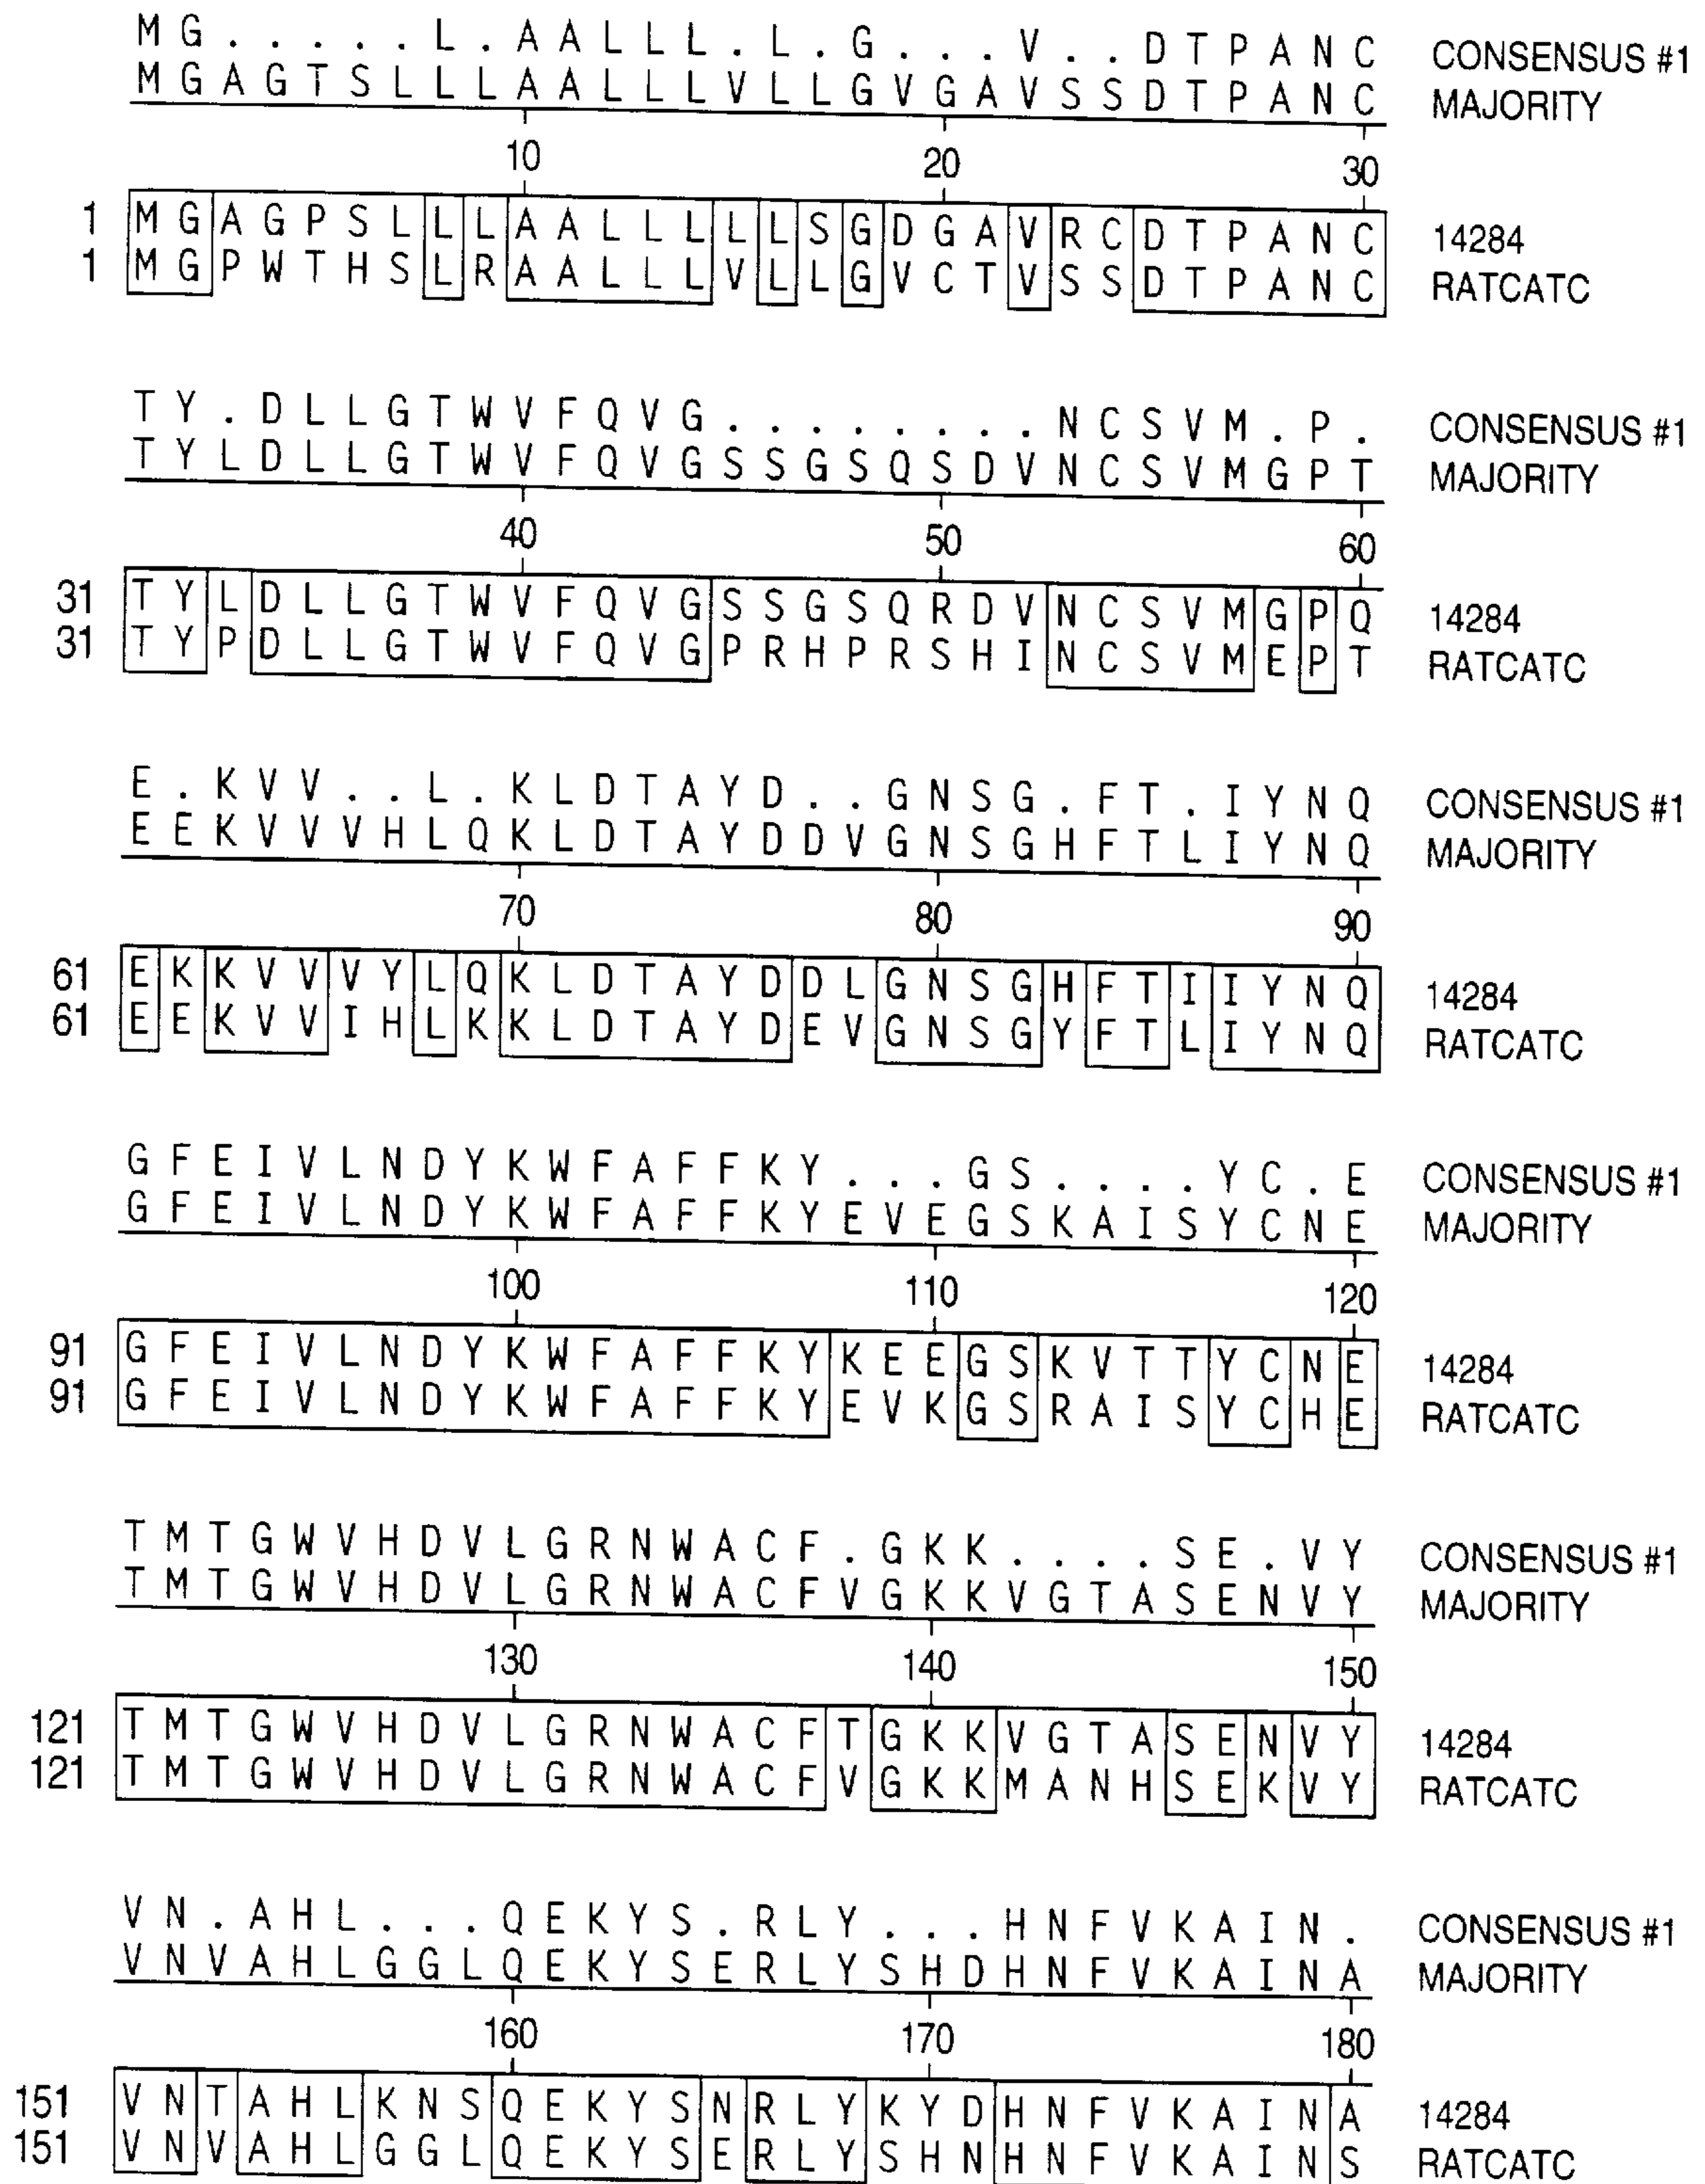 M G . . . . . L . A A L L L . L . G . . . V . . D T P A N C CONSENSUS #1
M G A G T S L L L A A L L L V L L G V G A V S S D T P A N C MAJORITY
10 20 30
1 M G A G P S L L L A A L L L L L S G D G A V R C D T P A N C 14284
1 M G P W T H S L R A A L L L V L L G V C T V S S D T P A N C RATCATC
T Y . D L L G T W V F Q V G . . . . . . . . N C S V M . P . CONSENSUS #1
T Y L D L L G T W V F Q V G S S G S Q S D V N C S V M G P T MAJORITY
40 50 60
31 T Y L D L L G T W V F Q V G S S G S Q R D V N C S V M G P Q 14284
31 T Y P D L L G T W V F Q V G P R H P R S H I N C S V M E P T RATCATC
E . K V V . . L . K L D T A Y D . . G N S G . F T . I Y N Q CONSENSUS #1
E E K V V V H L Q K L D T A Y D D V G N S G H F T L I Y N Q MAJORITY
70 80 90
61 E K K V V V Y L Q K L D T A Y D D L G N S G H F T I I Y N Q 14284
61 E E K V V I H L K K L D T A Y D E V G N S G Y F T L I Y N Q RATCATC
G F E I V L N D Y K W F A F F K Y . . . G S . . . . Y C . E CONSENSUS #1
G F E I V L N D Y K W F A F F K Y E V E G S K A I S Y C N E MAJORITY
100 110 120
91 G F E I V L N D Y K W F A F F K Y K E E G S K V T T Y C N E 14284
91 G F E I V L N D Y K W F A F F K Y E V K G S R A I S Y C H E RATCATC
T M T G W V H D V L G R N W A C F . G K K . . . . S E . V Y CONSENSUS #1
T M T G W V H D V L G R N W A C F V G K K V G T A S E N V Y MAJORITY
130 140 150
121 T M T G W V H D V L G R N W A C F T G K K V G T A S E N V Y 14284
121 T M T G W V H D V L G R N W A C F V G K K M A N H S E K V Y RATCATC
V N . A H L . . . Q E K Y S . R L Y . . . H N F V K A I N . CONSENSUS #1
V N V A H L G G L Q E K Y S E R L Y S H D H N F V K A I N A MAJORITY
160 170 180
151 V N T A H L K N S Q E K Y S N R L Y K Y D H N F V K A I N A 14284
151 V N V A H L G G L Q E K Y S E R L Y S H N H N F V K A I N S RATCATC